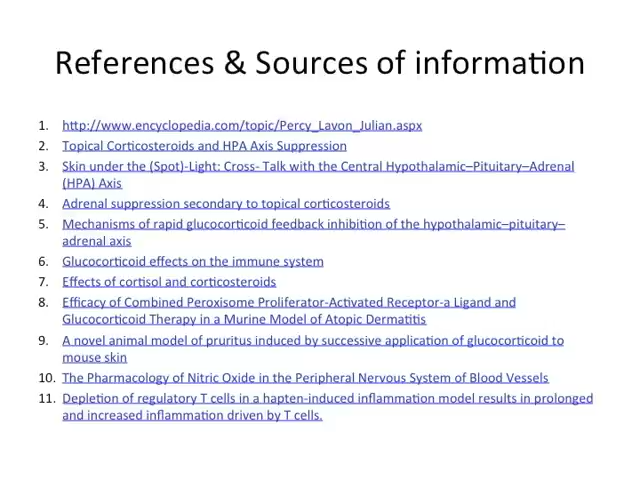 References & Sources of information
1. http://www.encyclopedia.com/topic/Percy_Lavon_Julian.aspx
2. Topical Corticosteroids and HPA Axis Suppression
3. Skin under the (Spot)-Light: Cross- Talk with the Central Hypothalamic–Pituitary–Adrenal
(HPA) Axis
4. Adrenal suppression secondary to topical corticosteroids
5. Mechanisms of rapid glucocorticoid feedback inhibition of the hypothalamic–pituitary–
adrenal axis
6. Glucocorticoid effects on the immune system
7. Effects of cortisol and corticosteroids
8. Efficacy of Combined Peroxisome Proliferator-Activated Receptor-a Ligand and
Glucocorticoid Therapy in a Murine Model of Atopic Dermatitis
9. A novel animal model of pruritus induced by successive application of glucocorticoid to
mouse skin
10. The Pharmacology of Nitric Oxide in the Peripheral Nervous System of Blood Vessels
11. Depletion of regulatory T cells in a hapten-induced inflammation model results in prolonged
and increased inflammation driven by T cells.